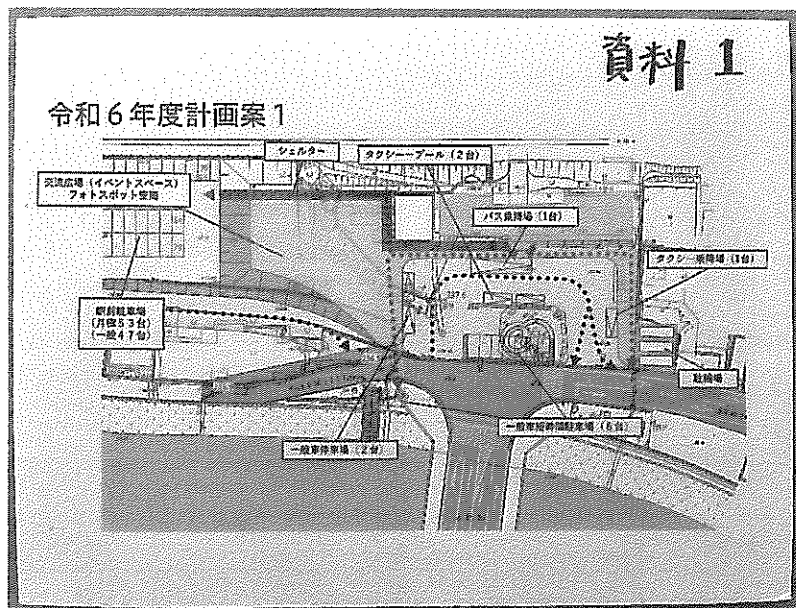 資料 1
令和6年度計画案1
シェルター
タクシープール（2台）
交流広場（イベントスペース）
フォトスポット空間
バス乗降場（1台）
タクシー乗降場（1台）
駅前駐車場
（月極53台）
（一般47台）
駐輪場
一般車停車場（2台）
一般車短時間駐車場（6台）